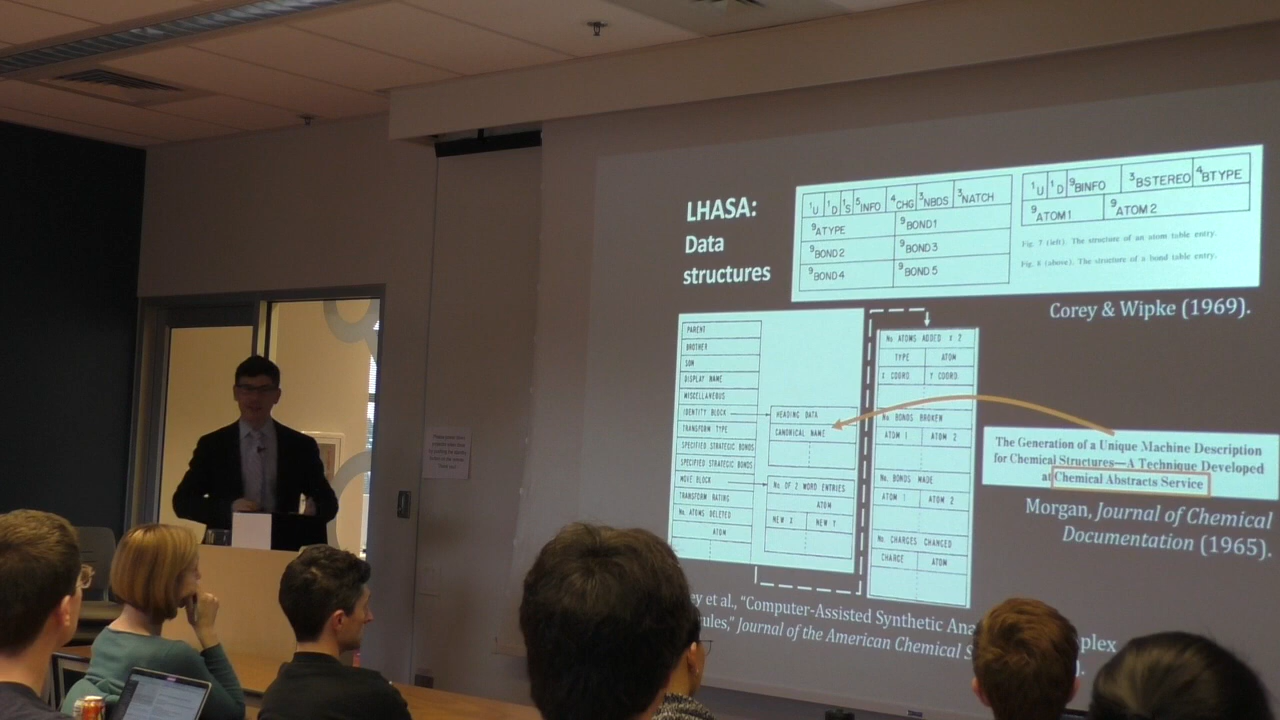 LHASA:
Data
structures
1U 1D 1S 5INFO 4CHG 3NBDS 3NATCH
9ATYPE 9BOND1
9BOND2 9BOND3
9BOND4 9BOND5
1U 1D 9BINFO 3BSTEREO 4BTYPE
9ATOM1 9ATOM2
Fig. 7 (left). The structure of an atom table entry.
Fig. 8 (above). The structure of a bond table entry.
Corey & Wipke (1969).
PARENT
BROTHER
SON
DISPLAY NAME
MISCELLANEOUS
IDENTITY BLOCK
TRANSFORM TYPE
SPECIFIED STRATEGIC BONDS
SPECIFIED STRATEGIC BONDS
MOVE BLOCK
TRANSFORM RATING
No. ATOMS DELETED
ATOM
HEADING DATA
CANONICAL NAME
No. OF 2 WORD ENTRIES
ATOM
NEW X NEW Y
No ATOMS ADDED
TYPE ATOM
X COORD. Y COORD.
No. BONDS BROKEN
ATOM 1 ATOM 2
No. BONDS MADE
ATOM 1 ATOM 2
No. CHARGES CHANGED
CHARGE ATOM
The Generation of a Unique Machine Description
for Chemical Structures—A Technique Developed
at Chemical Abstracts Service
Morgan, Journal of Chemical
Documentation (1965).
et al., "Computer-Assisted Synthetic
Journal of the American Chemical